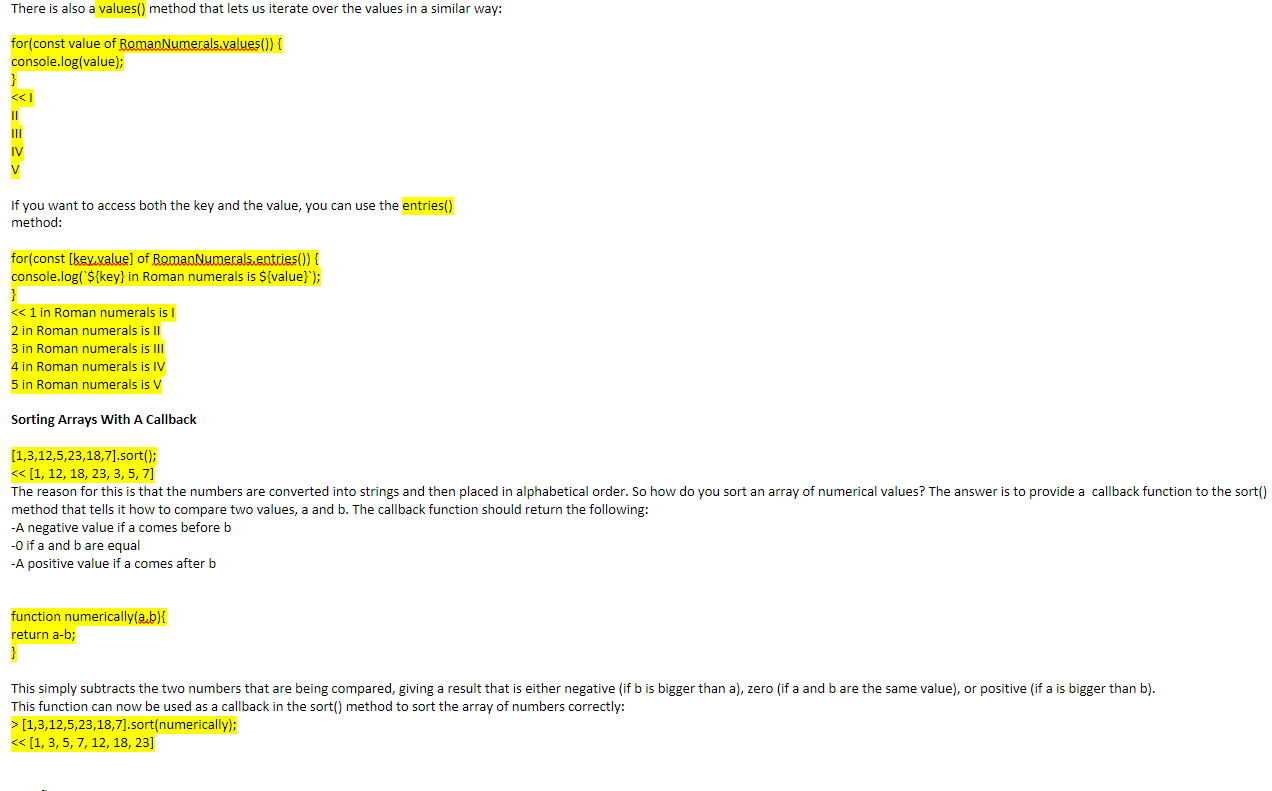 There is also a values() method that lets us iterate over the values in a similar way:
for(const value of RomanNumerals.values()) {
console.log(value);
}
<< I
II
III
IV
V
If you want to access both the key and the value, you can use the entries()
method:
for(const [key,value] of RomanNumerals.entries()) {
console.log(`${key} in Roman numerals is ${value}`);
}
<< 1 in Roman numerals is I
2 in Roman numerals is II
3 in Roman numerals is III
4 in Roman numerals is IV
5 in Roman numerals is V
Sorting Arrays With A Callback
[1,3,12,5,23,18,7].sort();
<< [1, 12, 18, 23, 3, 5, 7]
The reason for this is that the numbers are converted into strings and then placed in alphabetical order. So how do you sort an array of numerical values? The answer is to provide a  callback function to the sort()
method that tells it how to compare two values, a and b. The callback function should return the following:
-A negative value if a comes before b
-0 if a and b are equal
-A positive value if a comes after b
function numerically(a,b){
return a-b;
}
This simply subtracts the two numbers that are being compared, giving a result that is either negative (if b is bigger than a), zero (if a and b are the same value), or positive (if a is bigger than b).
This function can now be used as a callback in the sort() method to sort the array of numbers correctly:
> [1,3,12,5,23,18,7].sort(numerically);
<< [1, 3, 5, 7, 12, 18, 23]